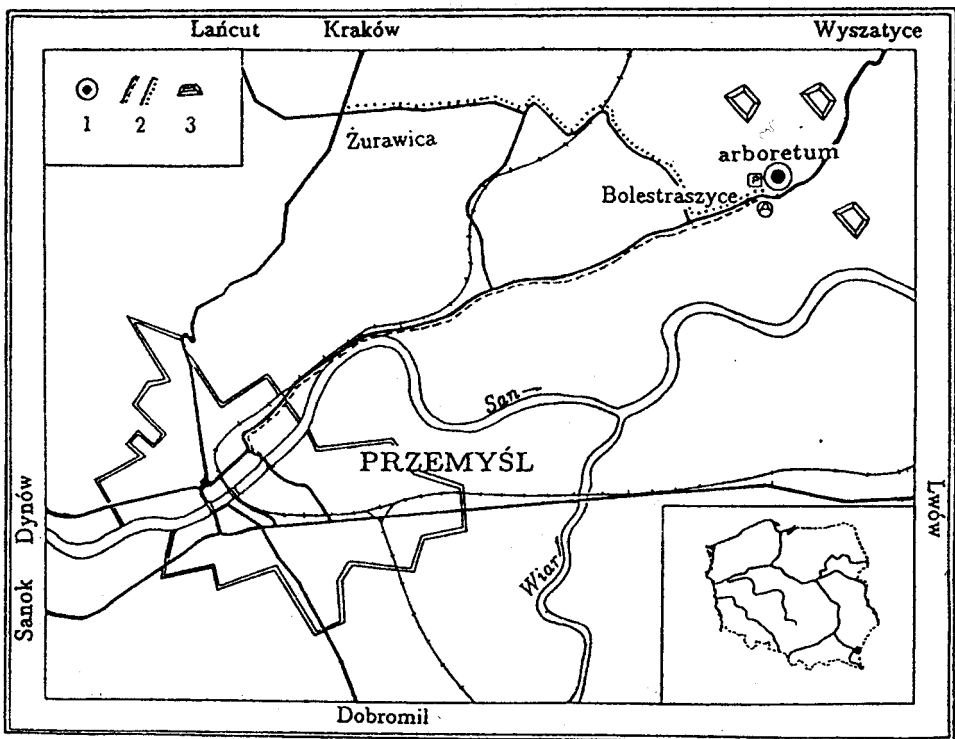 Łańcut Kraków Wyszatyce
1 2 3
Żurawica
arboretum
P
Bolestraszyce
San
PRZEMYŚL
Sanok Dynów
Lwów
Wiar
Dobromil